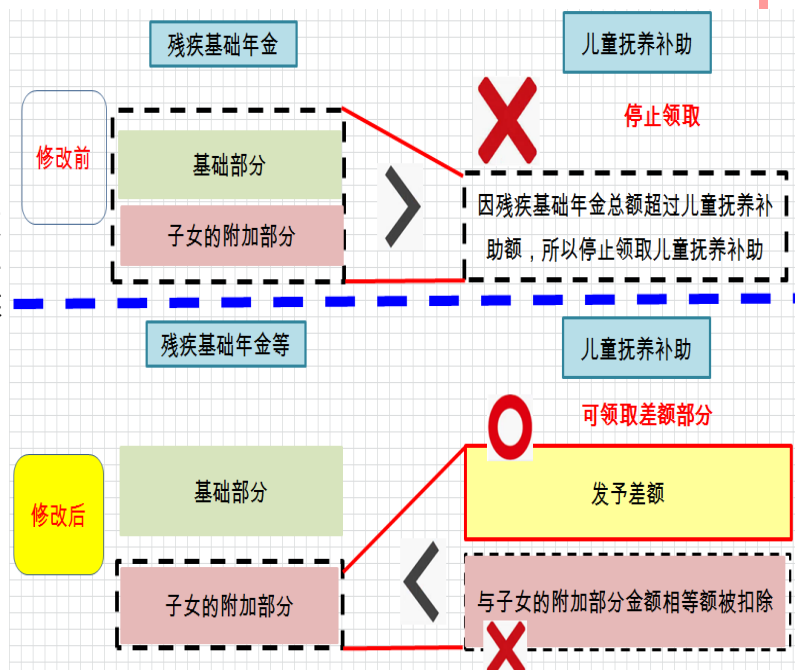 残疾基础年金
儿童抚养补助
停止领取
修改前
基础部分
子女的附加部分
因残疾基础年金总额超过儿童抚养补
助额，所以停止领取儿童抚养补助
残疾基础年金等
儿童抚养补助
可领取差额部分
修改后
基础部分
发予差额
子女的附加部分
与子女的附加部分金额相等额被扣除